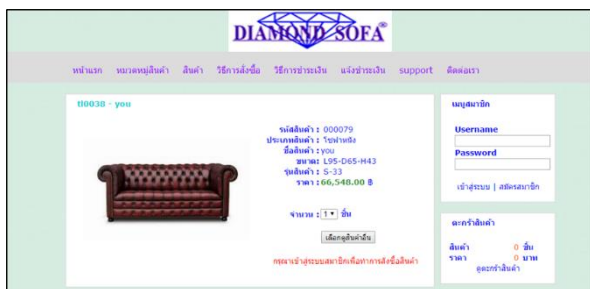 DIAMOND SOFA®
หน้าแรก หมวดหมู่สินค้า สินค้า วิธีการสั่งซื้อ วิธีการชำระเงิน แจ้งชำระเงิน support ติดต่อเรา
tl0038 - you
รหัสสินค้า : 000079
ประเภทสินค้า : โซฟาหนัง
ชื่อสินค้า : you
ขนาด: L95-D65-H43
รุ่นสินค้า : S-33
ราคา : 66,548.00 ฿
จำนวน : 1 ชิ้น
เลือกดูสินค้าอื่น
กรุณาเข้าสู่ระบบสมาชิกเพื่อทำการสั่งซื้อสินค้า
เมนูสมาชิก
Username
Password
เข้าสู่ระบบ | สมัครสมาชิก
ตะกร้าสินค้า
สินค้า 0 ชิ้น
ราคา 0 บาท
ดูตะกร้าสินค้า